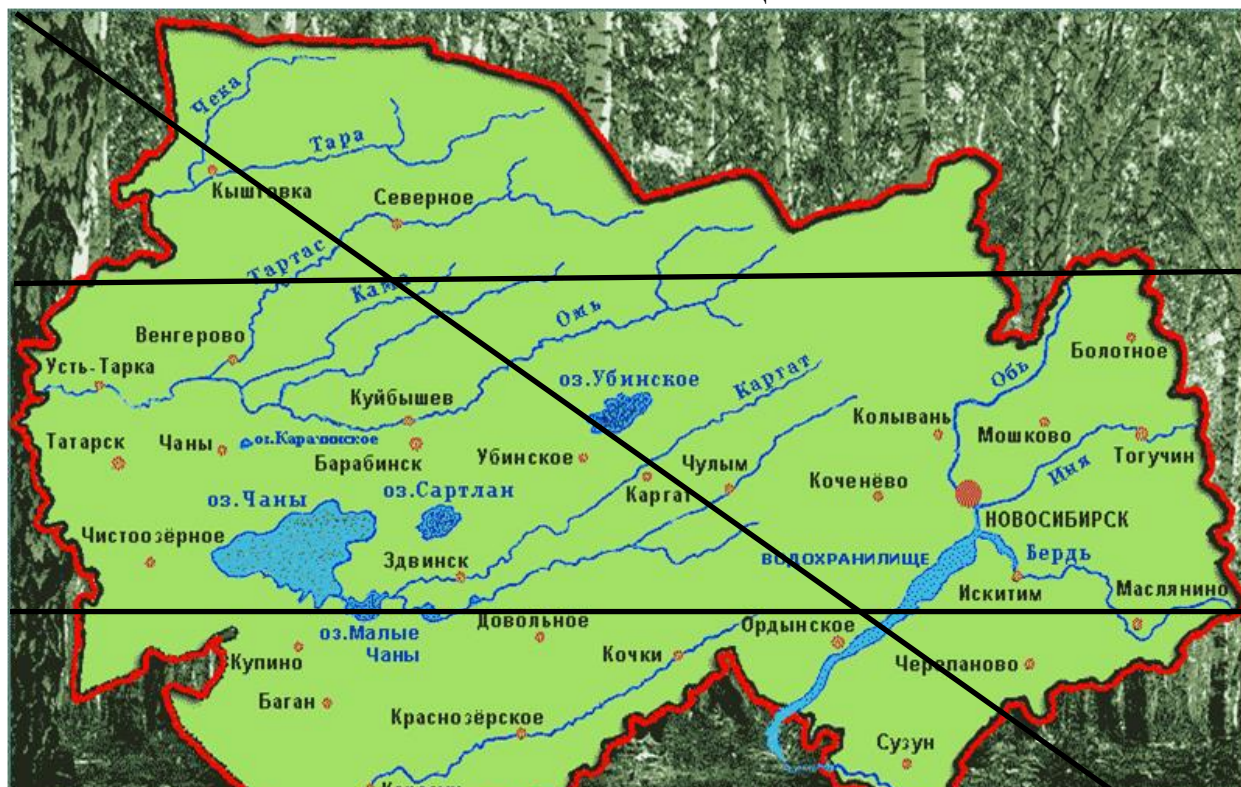 Чека
Тара
Кыштовка
Северное
Тартас
Кама
Омь
Венгерово
Усть-Тарка
Болотное
оз.Убинское
Каргат
Обь
Куйбышев
Колывань
Мошково
Татарск
Чаны
оз.Карачинское
Барабинск
Убинское
Чулым
Тогучин
Иня
оз.Чаны
оз.Сартлан
Каргат
Коченёво
НОВОСИБИРСК
Чистоозёрное
Здвинск
ВОДОХРАНИЛИЩЕ
Бердь
Искитим
Маслянино
оз.Малые
Чаны
Довольное
Ордынское
Купино
Кочки
Черепаново
Баган
Краснозёрское
Сузун